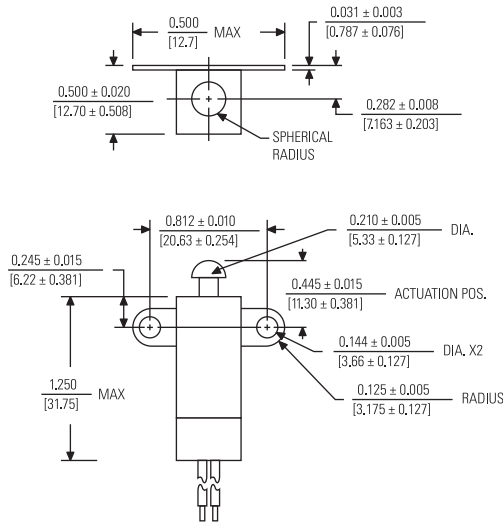 0.500 MAX
[12.7]
0.031 ± 0.003
[0.787 ± 0.076]
0.500 ± 0.020
[12.70 ± 0.508]
0.282 ± 0.008
[7.163 ± 0.203]
SPHERICAL
RADIUS
0.812 ± 0.010
[20.63 ± 0.254]
0.210 ± 0.005 DIA.
[5.33 ± 0.127]
0.245 ± 0.015
[6.22 ± 0.381]
0.445 ± 0.015 ACTUATION POS.
[11.30 ± 0.381]
0.144 ± 0.005 DIA. X2
[3.66 ± 0.127]
1.250 MAX
[31.75]
0.125 ± 0.005 RADIUS
[3.175 ± 0.127]